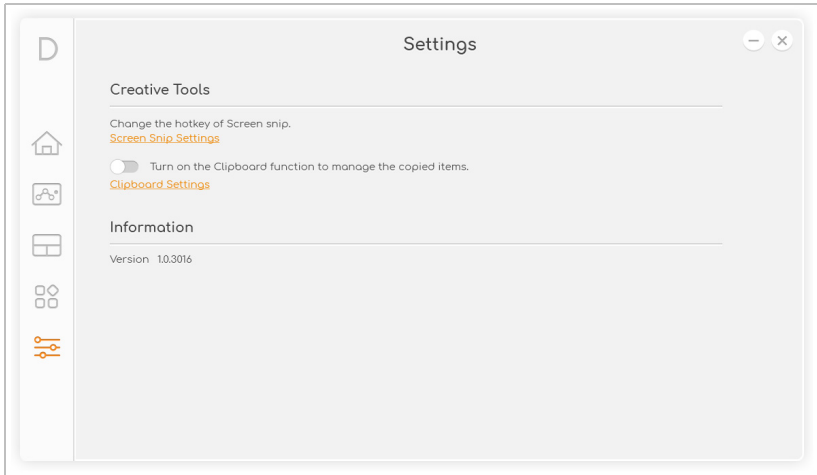 D
Settings
Creative Tools
Change the hotkey of Screen snip.
Screen Snip Settings
Turn on the Clipboard function to manage the copied items.
Clipboard Settings
Information
Version 1.0.3016